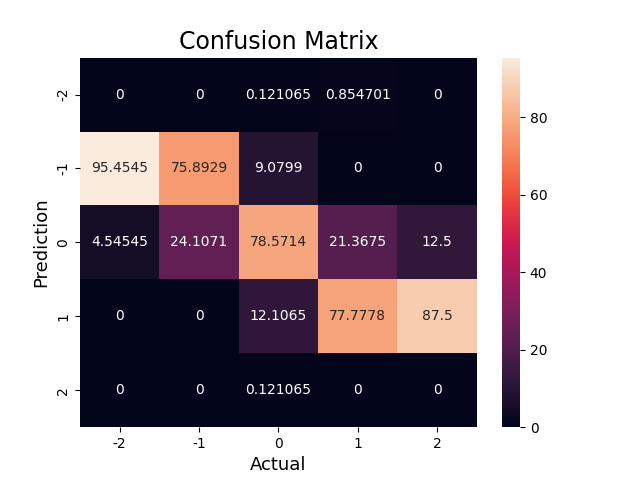 Confusion Matrix
-2 0 0 0.121065 0.854701 0
-1 95.4545 75.8929 9.0799 0 0
0 4.54545 24.1071 78.5714 21.3675 12.5
1 0 0 12.1065 77.7778 87.5
2 0 0 0.121065 0 0
-2 -1 0 1 2
Prediction
Actual
80
60
40
20
0